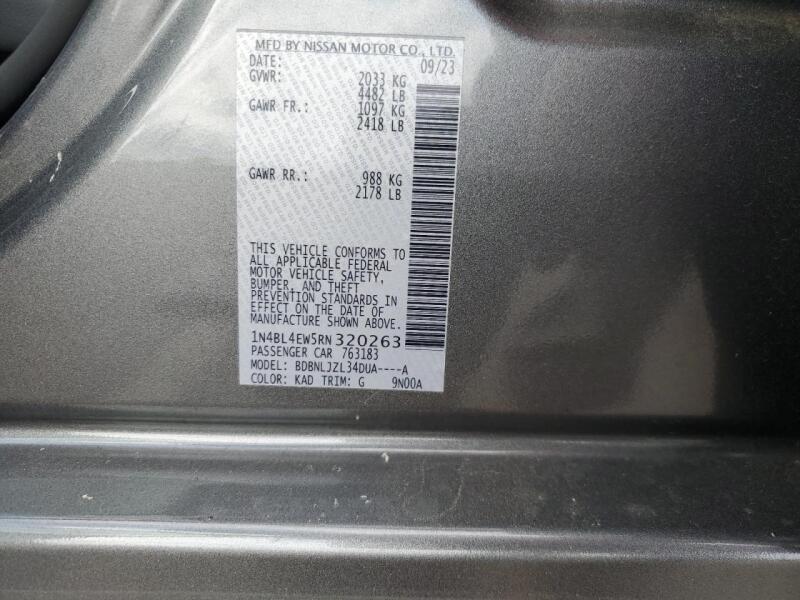 MFD BY NISSAN MOTOR CO., LTD.
DATE: 09/23
GVWR: 2033 KG
4482 LB
GAWR FR.: 1097 KG
2418 LB
GAWR RR.: 988 KG
2178 LB
THIS VEHICLE CONFORMS TO
ALL APPLICABLE FEDERAL
MOTOR VEHICLE SAFETY,
BUMPER, AND THEFT
PREVENTION STANDARDS IN
EFFECT ON THE DATE OF
MANUFACTURE SHOWN ABOVE.
1N4BL4EW5RN320263
PASSENGER CAR 763183
MODEL: BDBNLJZL34DUA----A
COLOR: KAD TRIM: G 9N00A